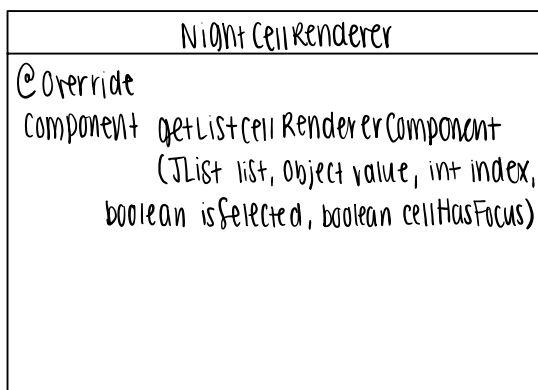 NightCellRenderer
@Override
Component getListCellRendererComponent
(JList list, Object value, int index,
boolean isSelected, boolean cellHasFocus)